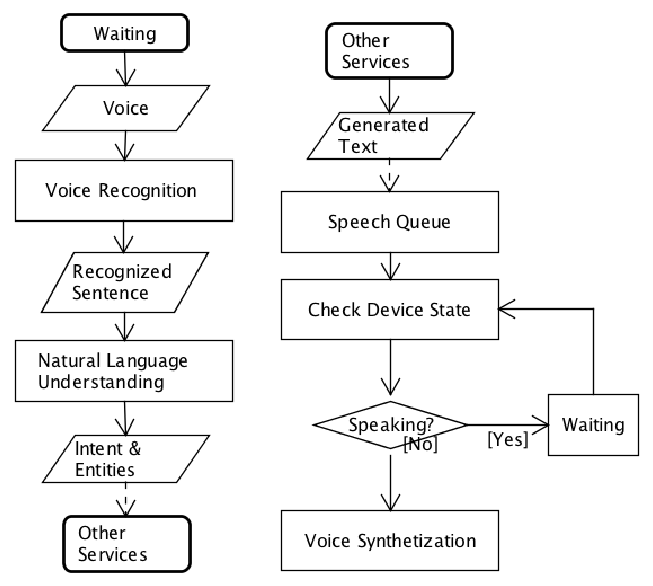 Waiting
Voice
Voice Recognition
Recognized
Sentence
Natural Language
Understanding
Intent &
Entities
Other
Services
Other
Services
Generated
Text
Speech Queue
Check Device State
Speaking?
[No]
[Yes]
Waiting
Voice Synthetization